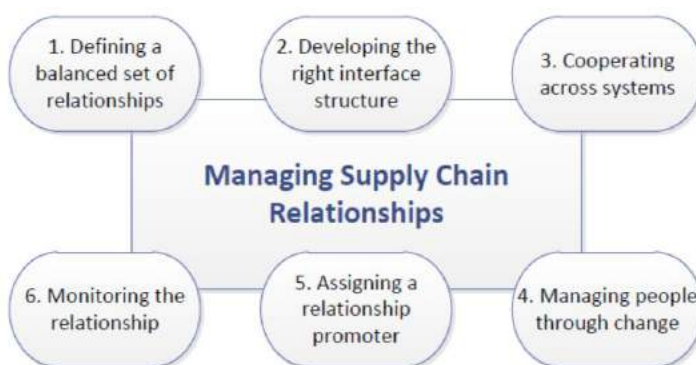 1. Defining a
balanced set of
relationships
2. Developing the
right interface
structure
3. Cooperating
across systems
Managing Supply Chain
Relationships
6. Monitoring the
relationship
5. Assigning a
relationship
promoter
4. Managing people
through change